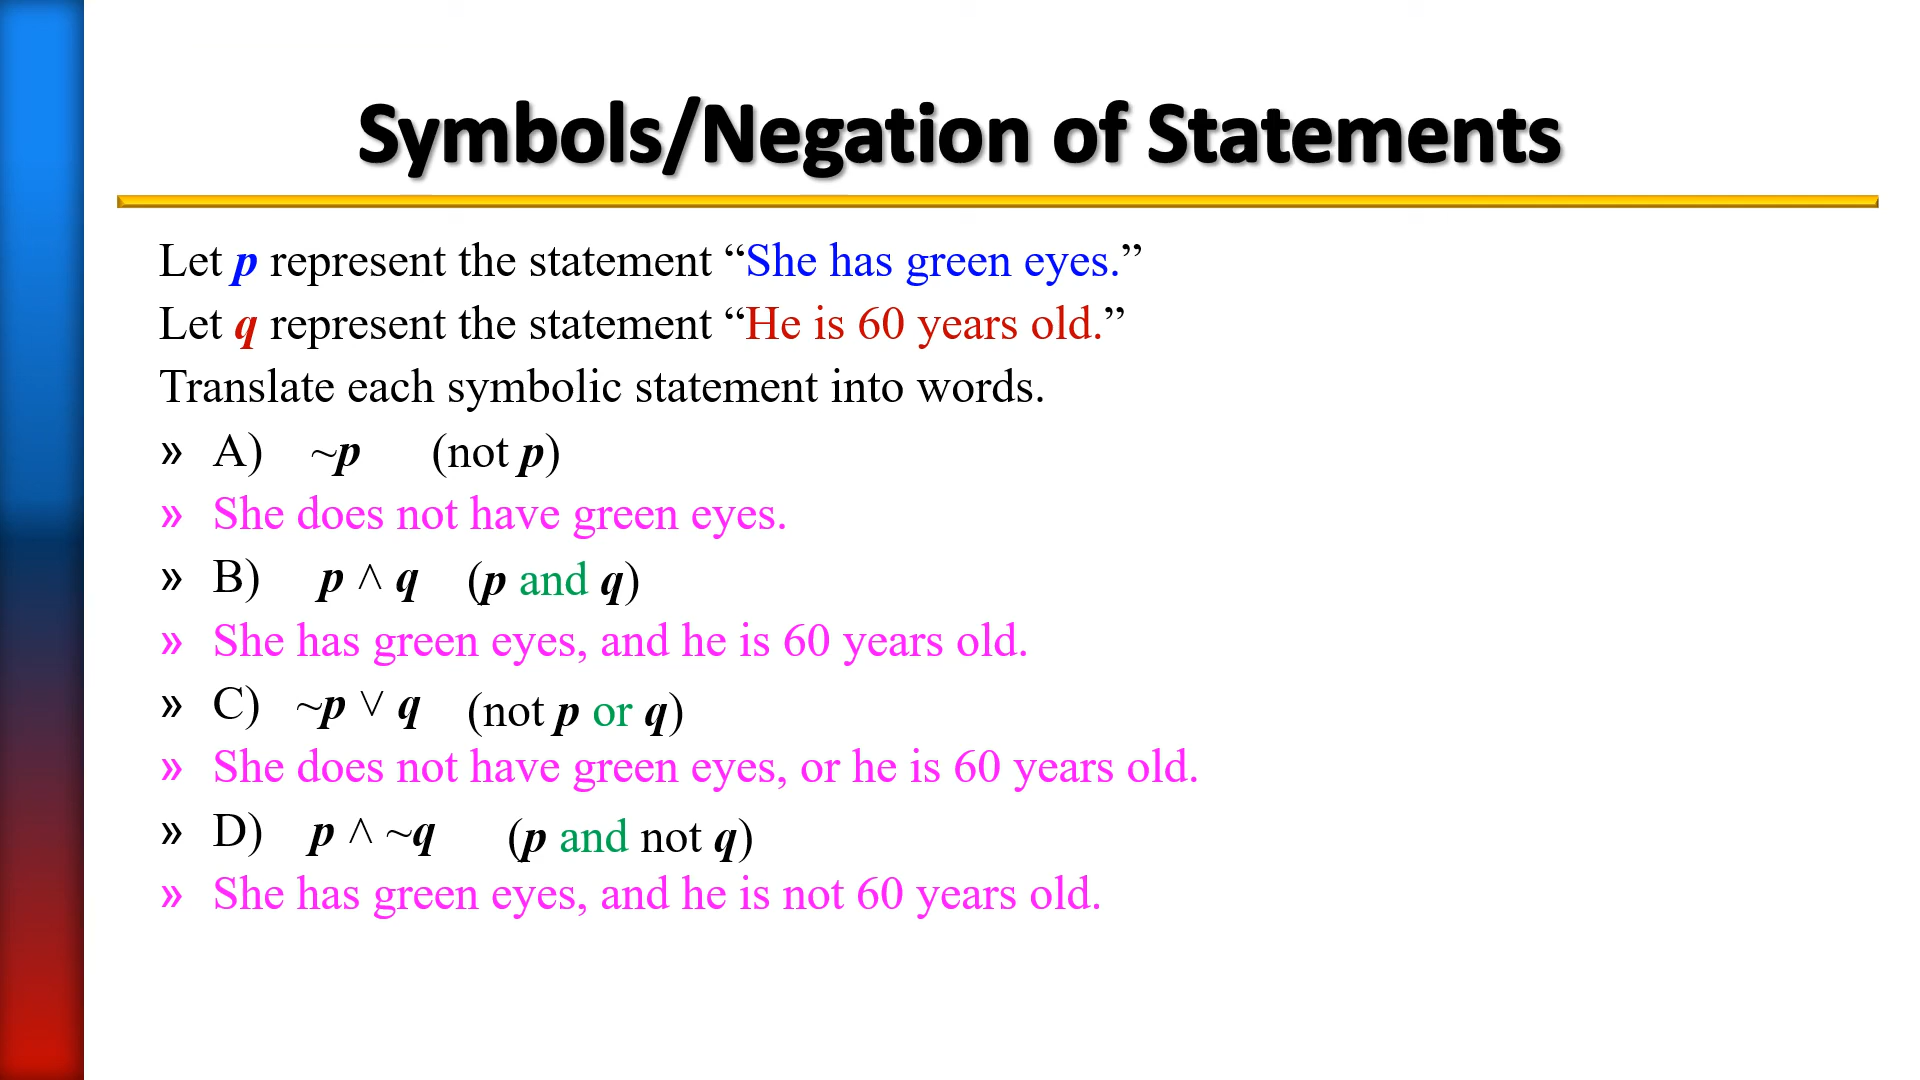 Symbols/Negation of Statements
Let p represent the statement “She has green eyes.”
Let q represent the statement “He is 60 years old.”
Translate each symbolic statement into words.
» A) ~p (not p)
» She does not have green eyes.
» B) p ˄ q (p and q)
» She has green eyes, and he is 60 years old.
» C) ~p ˅ q (not p or q)
» She does not have green eyes, or he is 60 years old.
» D) p ˄ ~q (p and not q)
» She has green eyes, and he is not 60 years old.